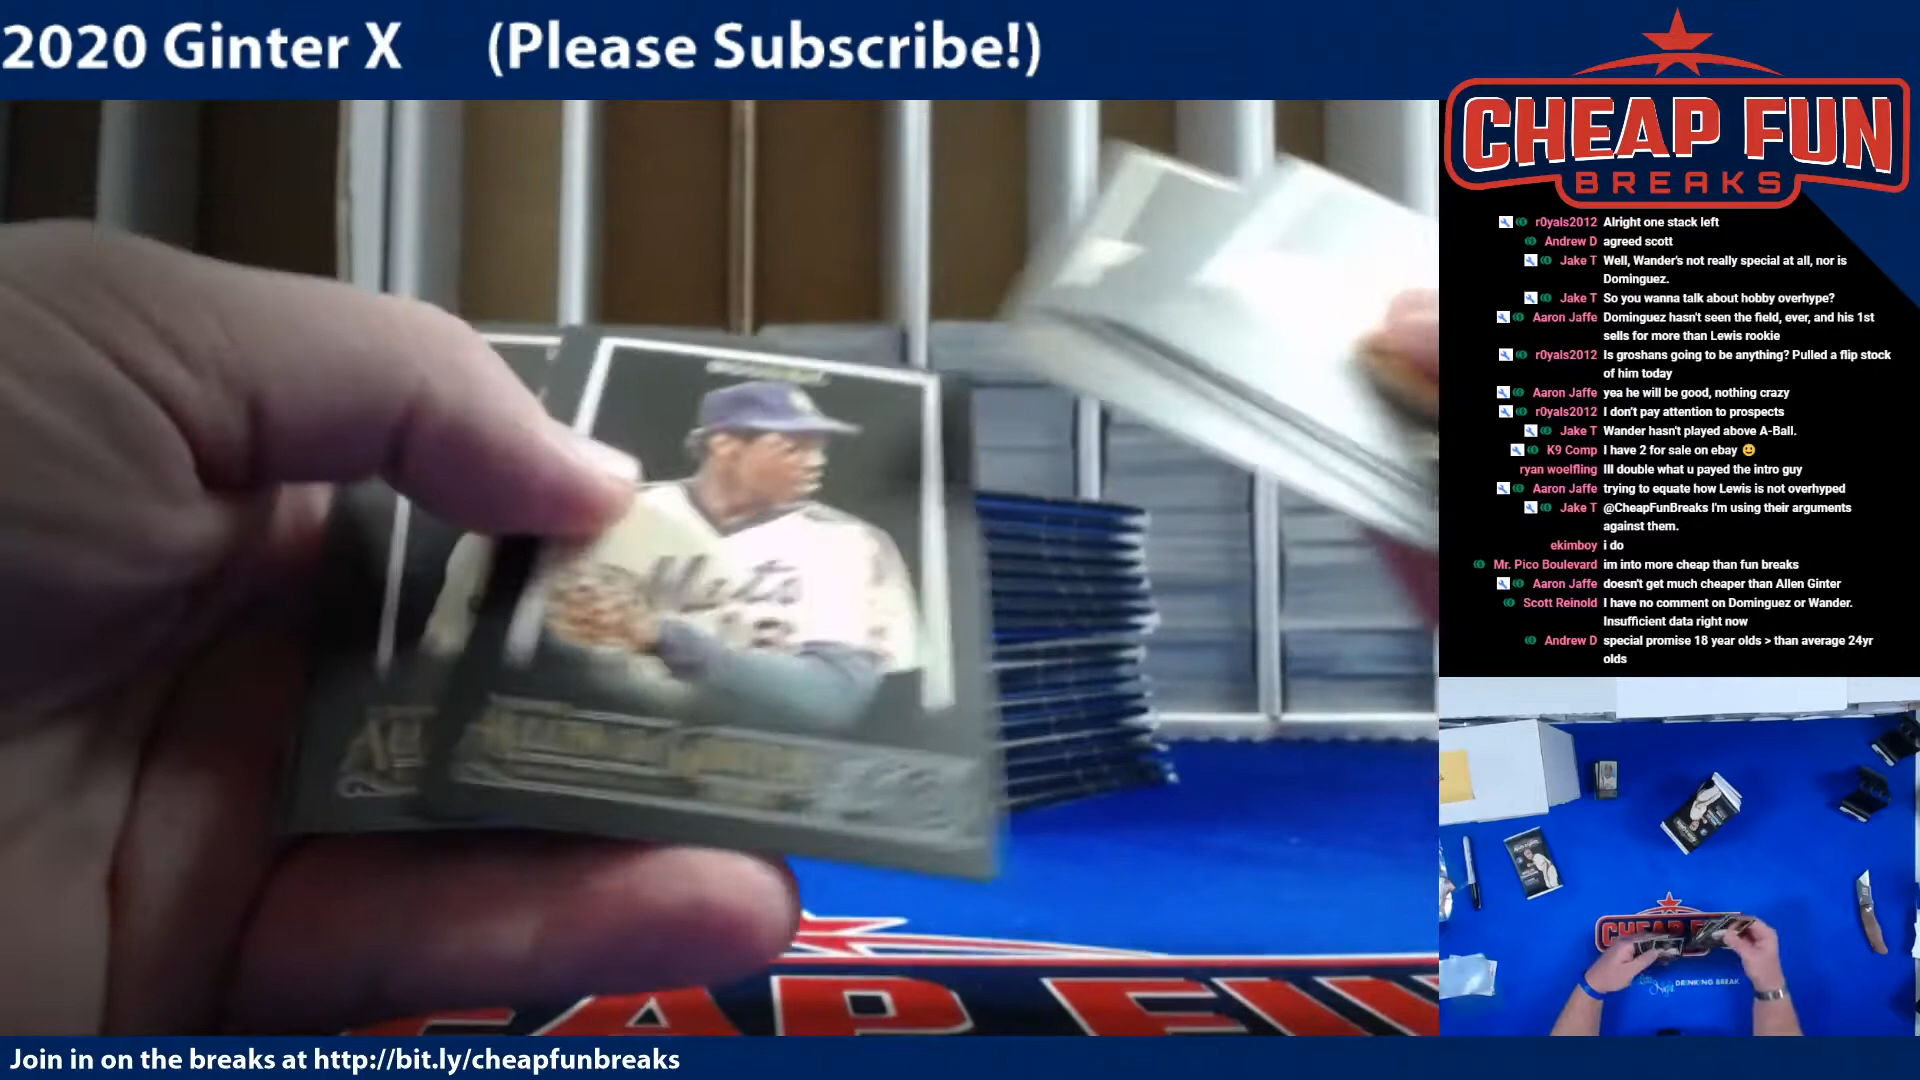 2020 Ginter X (Please Subscribe!)
CHEAP FUN
BREAKS
r0yals2012 Alright one stack left
Andrew D agreed scott
Jake T Well, Wander's not really special at all, nor is
Dominguez.
Jake T So you wanna talk about hobby overhype?
Aaron Jaffe Dominguez hasn't seen the field, ever, and his 1st
sells for more than Lewis rookie
r0yals2012 Is groshans going to be anything? Pulled a flip stock
of him today
Aaron Jaffe yea he will be good, nothing crazy
r0yals2012 I don't pay attention to prospects
Jake T Wander hasn't played above A-Ball.
K9 Comp I have 2 for sale on ebay 😃
ryan woelfling Ill double what u payed the intro guy
Aaron Jaffe trying to equate how Lewis is not overhyped
Jake T @CheapFunBreaks I'm using their arguments
against them.
ekimboy i do
Mr. Pico Boulevard im into more cheap than fun breaks
Aaron Jaffe doesn't get much cheaper than Allen Ginter
Scott Reinold I have no comment on Dominguez or Wander.
Insufficient data right now
Andrew D special promise 18 year olds > than average 24yr
olds
Mets
CHEAP F
DRINKING BREAK
Join in on the breaks at http://bit.ly/cheapfunbreaks